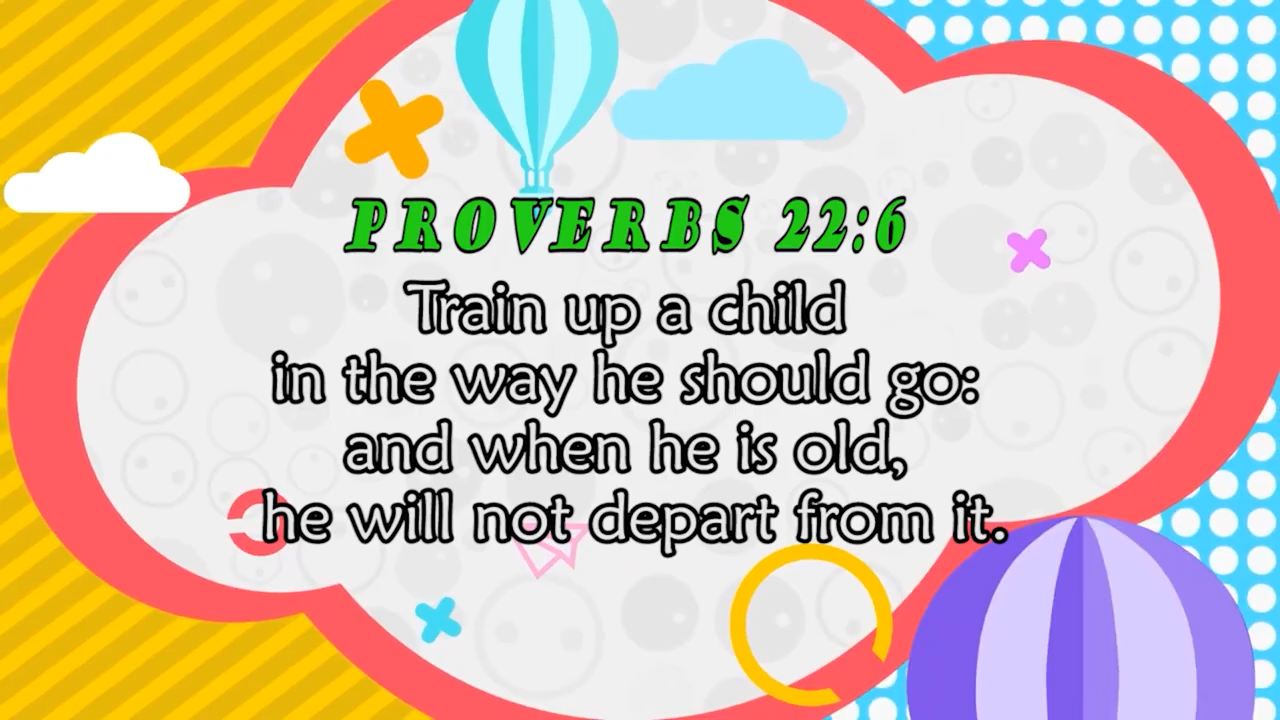 PROVERBS 22:6
Train up a child
in the way he should go:
and when he is old,
he will not depart from it.